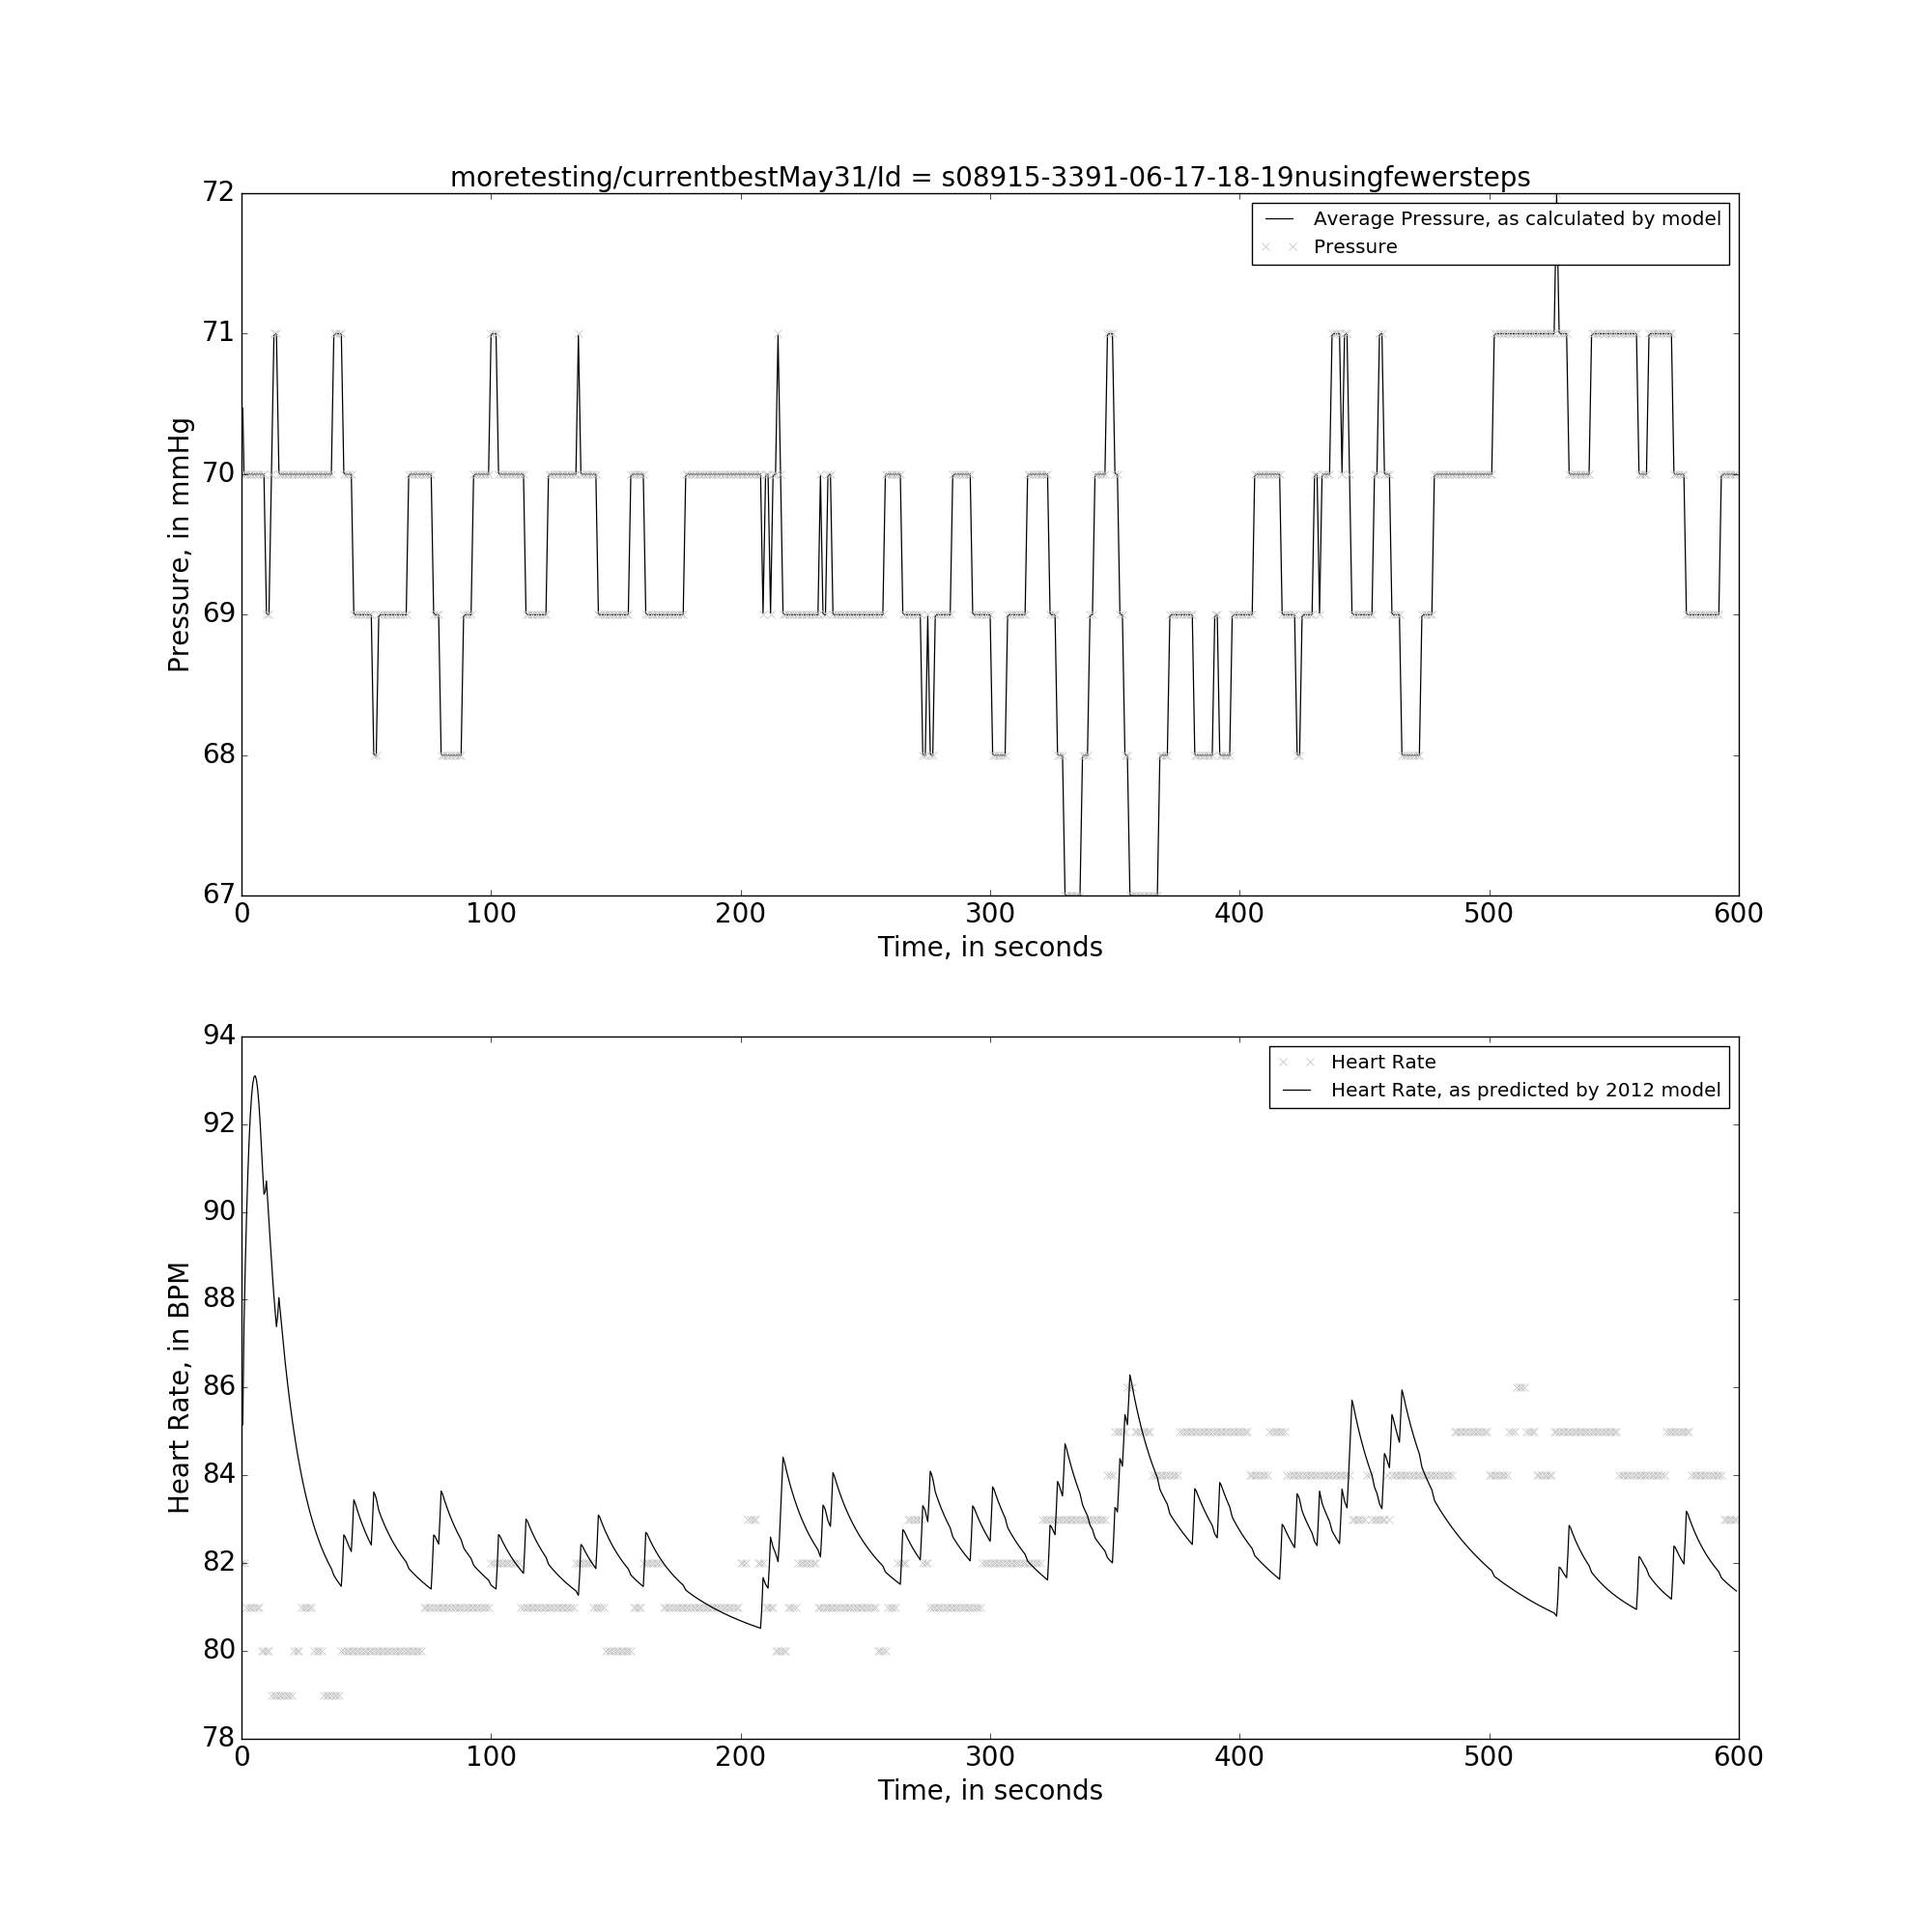 moretesting/currentbestMay31/Id = s08915-3391-06-17-18-19nusingfewersteps
72
71
70
69
68
67
Pressure, in mmHg
Average Pressure, as calculated by model
Pressure
0 100 200 300 400 500 600
Time, in seconds
94
92
90
88
86
84
82
80
78
Heart Rate, in BPM
Heart Rate
Heart Rate, as predicted by 2012 model
0 100 200 300 400 500 600
Time, in seconds